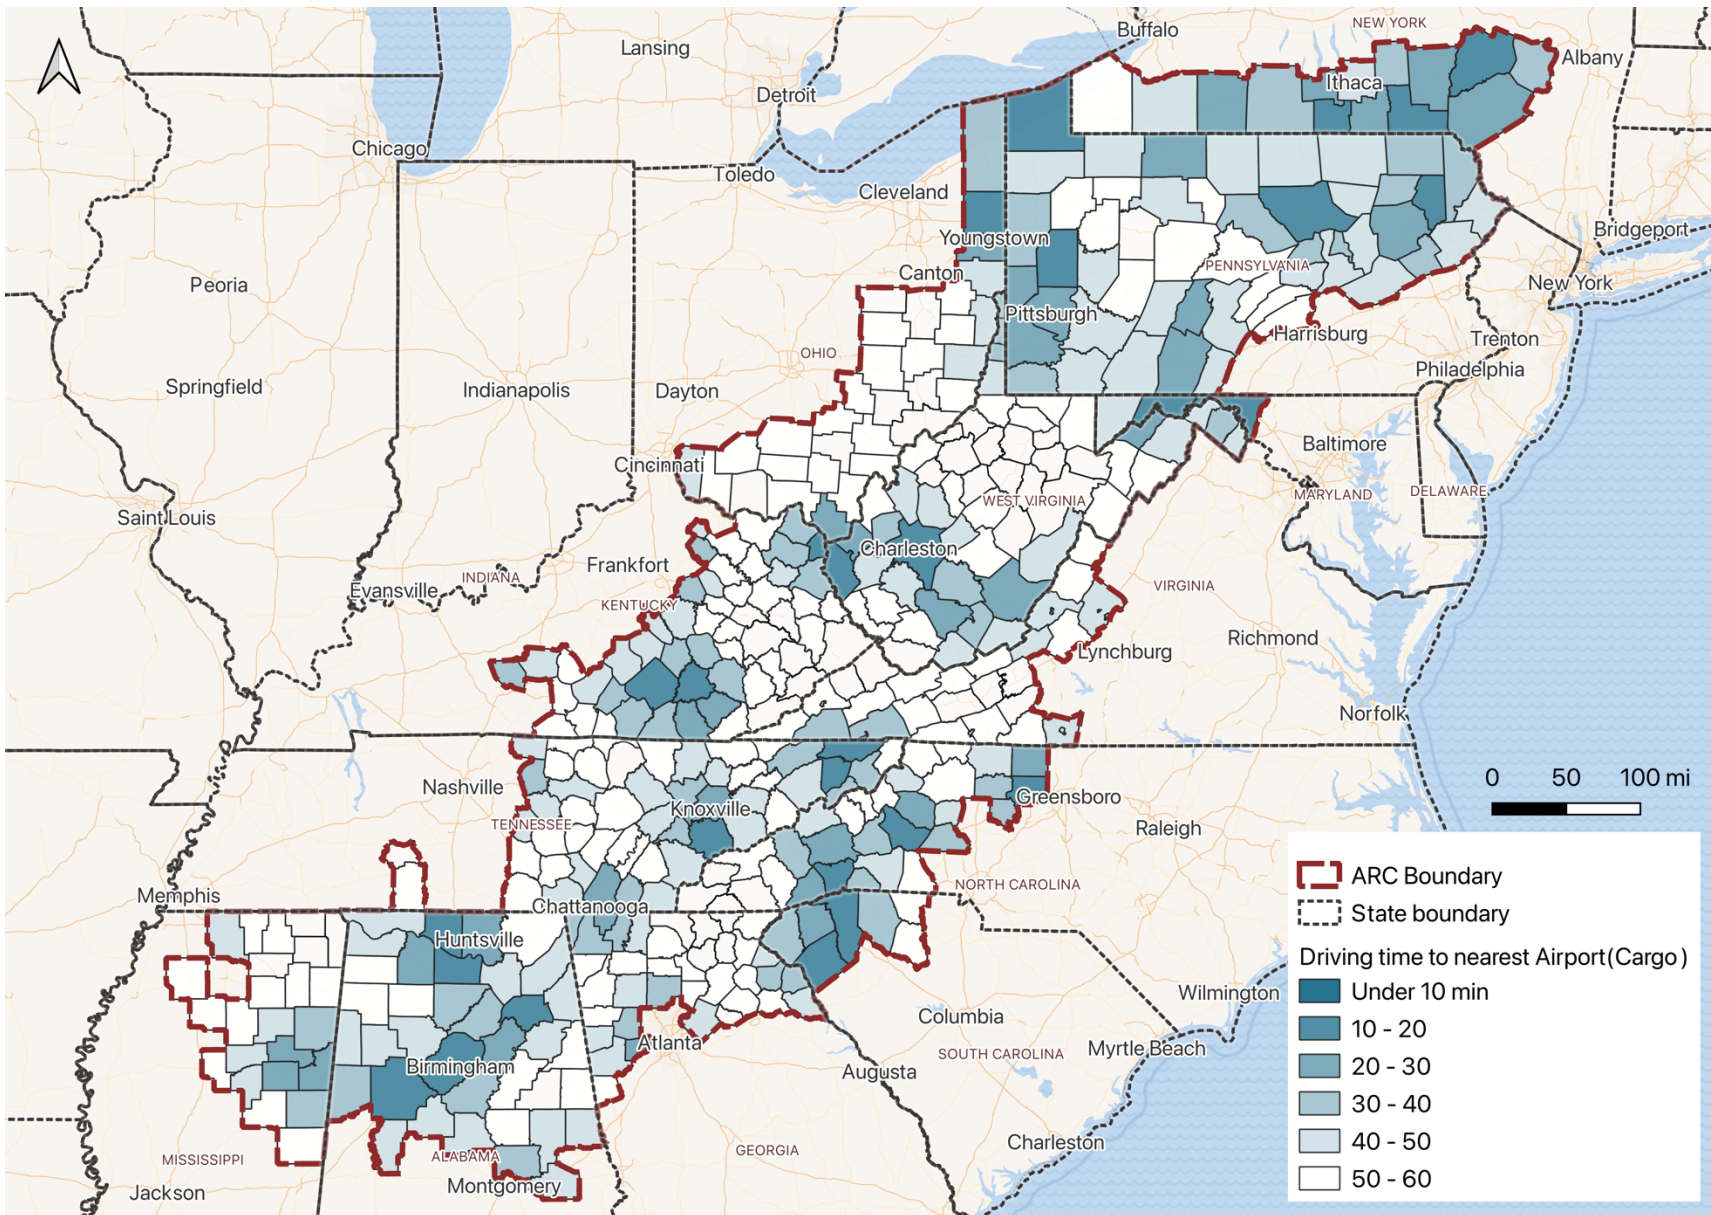 Buffalo
NEW YORK
Albany
Lansing
Detroit
Ithaca
Chicago
Toledo
Cleveland
Bridgeport
Youngstown
PENNSYLVANIA
Canton
New York
Peoria
Pittsburgh
Harrisburg
Trenton
OHIO
Philadelphia
Springfield
Indianapolis
Dayton
Baltimore
Cincinnati
WEST VIRGINIA
MARYLAND
DELAWARE
Saint Louis
Charleston
Frankfort
INDIANA
Evansville
VIRGINIA
KENTUCKY
Richmond
Lynchburg
Norfolk
0 50 100 mi
Nashville
Knoxville
Greensboro
TENNESSEE
Raleigh
Memphis
NORTH CAROLINA
Chattanooga
Huntsville
Wilmington
Columbia
Atlanta
Myrtle Beach
SOUTH CAROLINA
Birmingham
Augusta
Charleston
GEORGIA
MISSISSIPPI
ALABAMA
Jackson
Montgomery
ARC Boundary
State boundary
Driving time to nearest Airport(Cargo)
Under 10 min
10 - 20
20 - 30
30 - 40
40 - 50
50 - 60